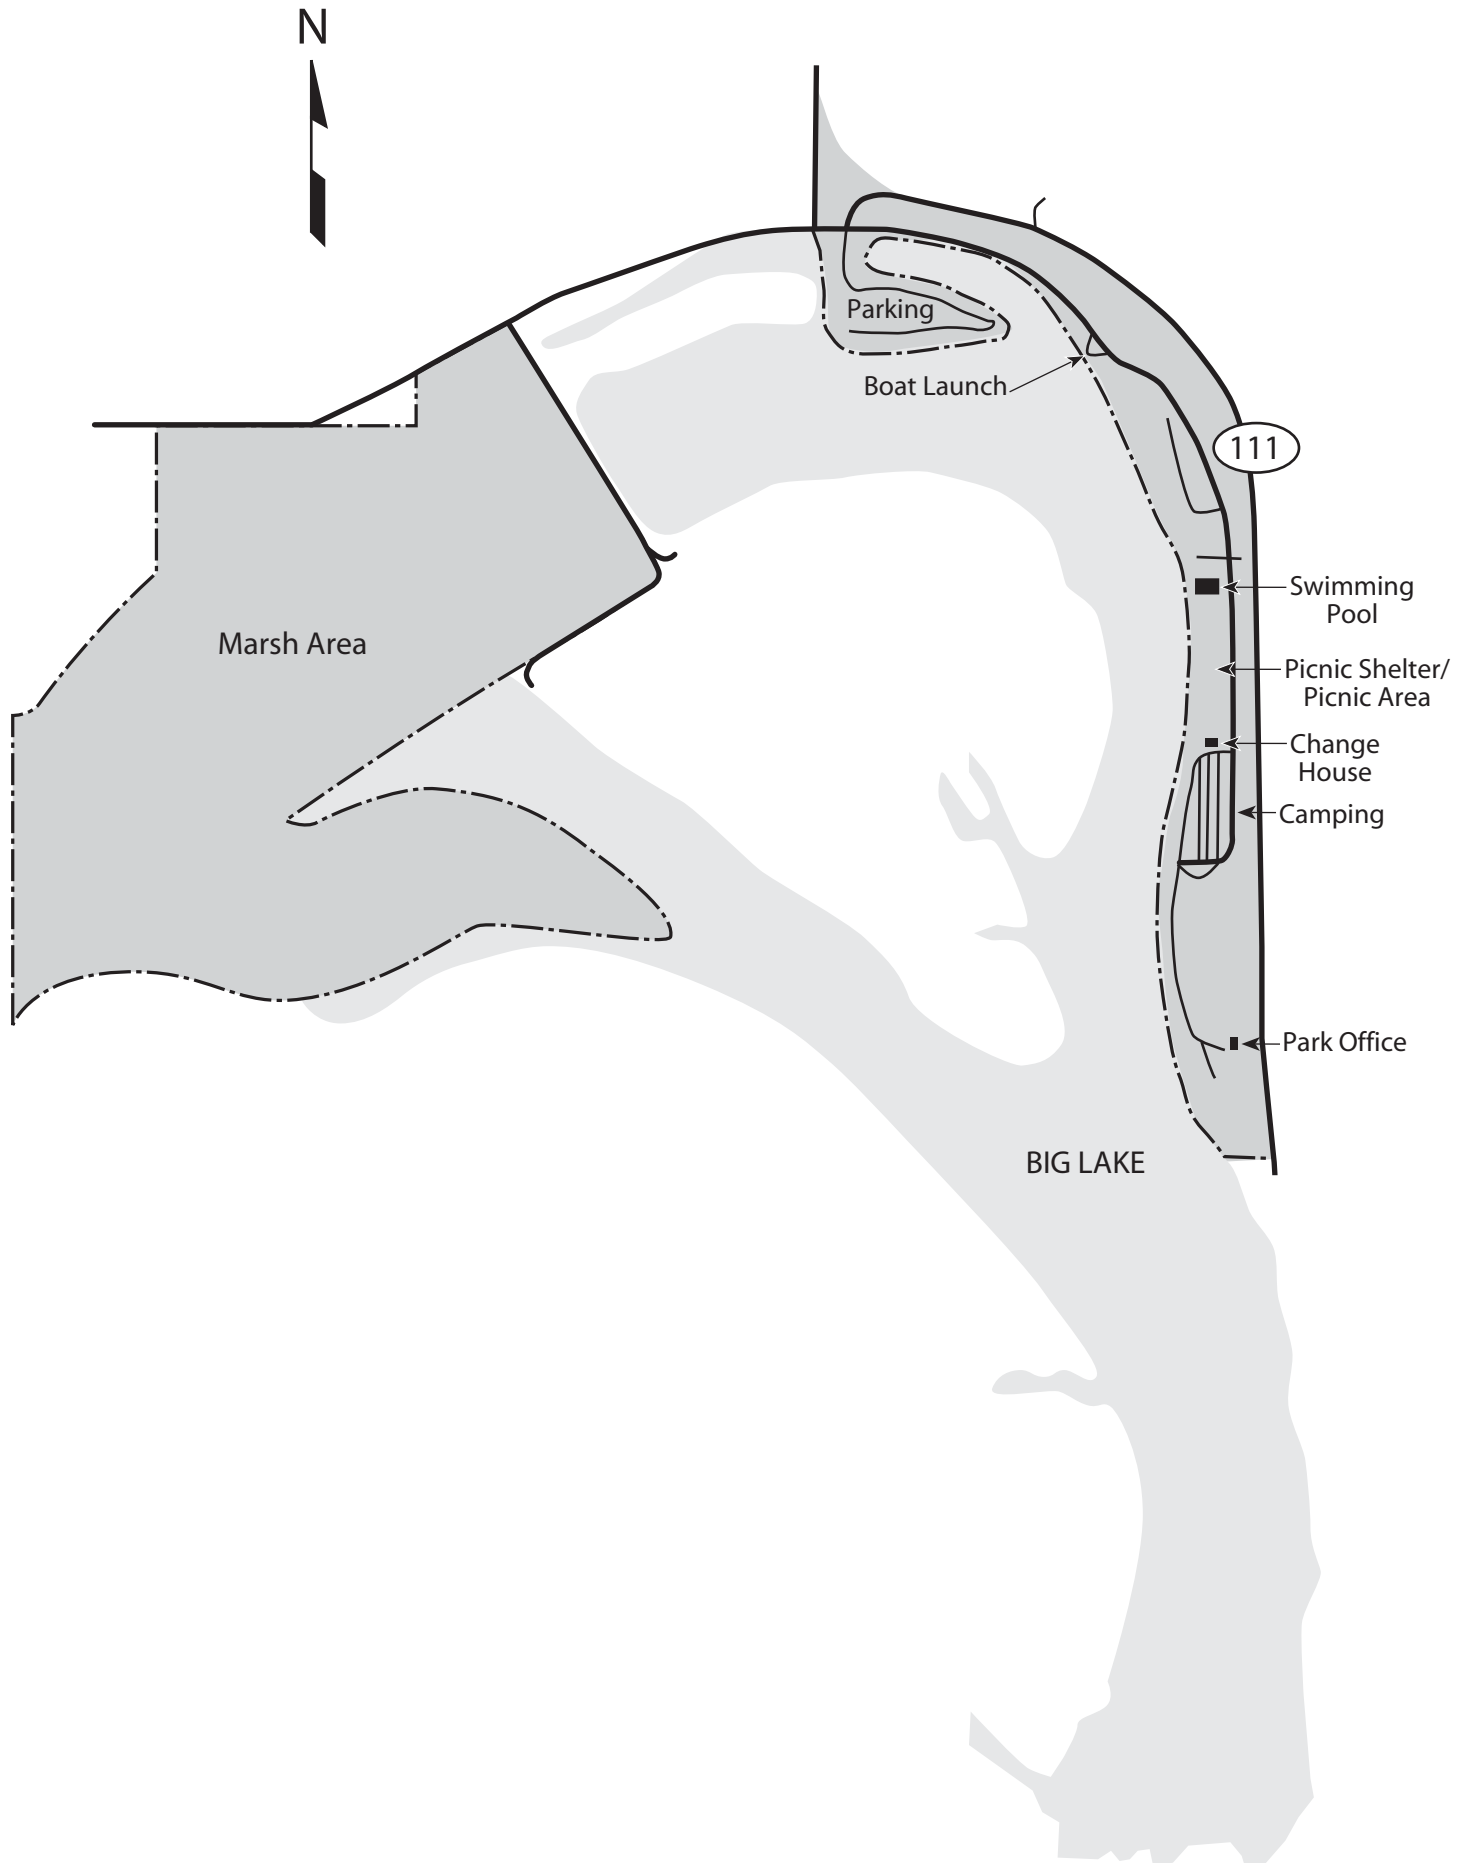 N
Parking
Boat Launch
111
Swimming
Pool
Marsh Area
Picnic Shelter/
Picnic Area
Change
House
Camping
Park Office
BIG LAKE